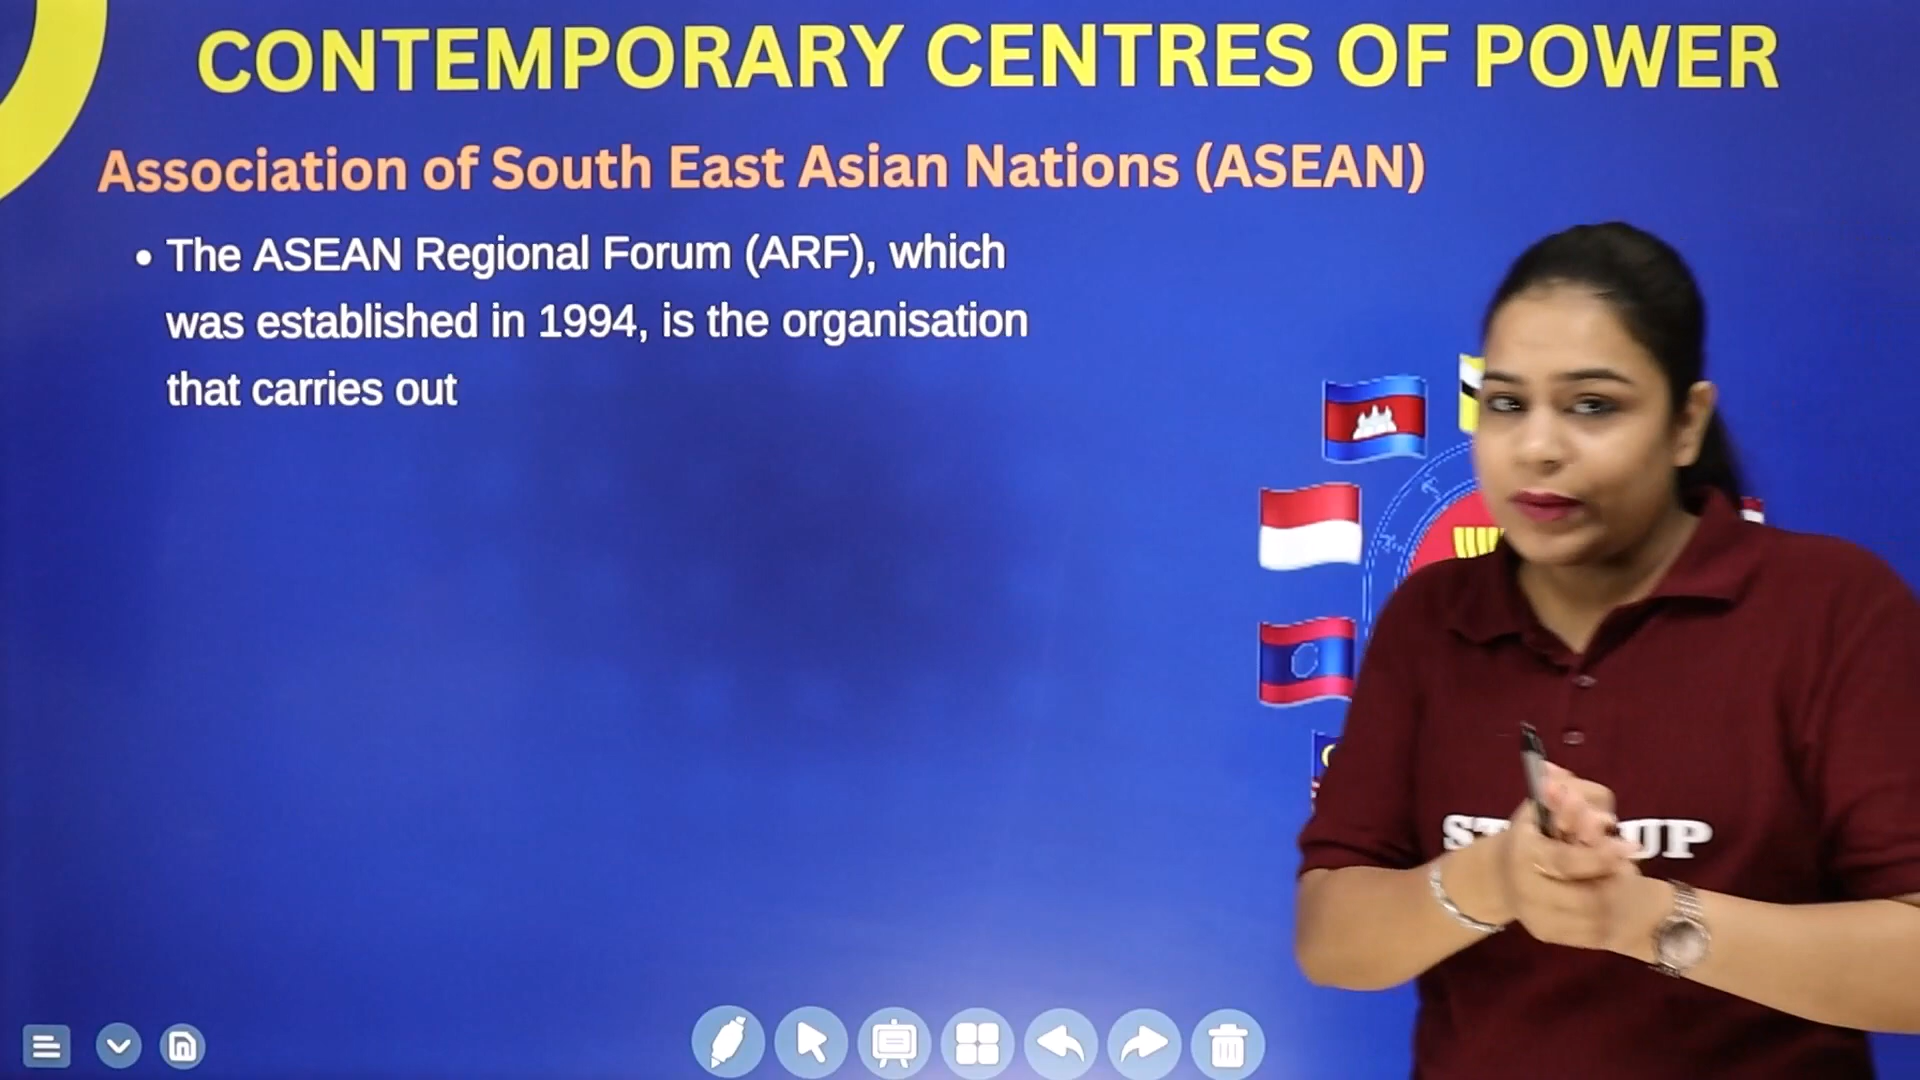 CONTEMPORARY CENTRES OF POWER
Association of South East Asian Nations (ASEAN)
• The ASEAN Regional Forum (ARF), which
was established in 1994, is the organisation
that carries out